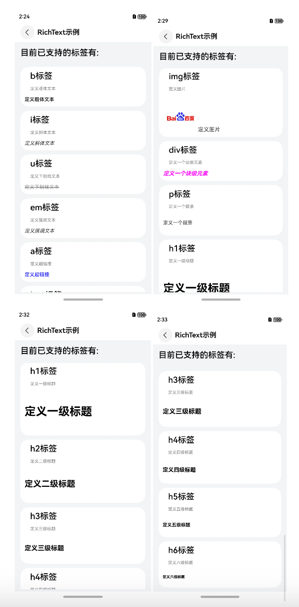 2:24
RichText示例
目前已支持的标签有:
b标签
定义粗体文本
定义粗体文本
i标签
定义斜体文本
定义斜体文本
u标签
定义下划线文本
定义下划线文本
em标签
定义强调文本
定义强调文本
a标签
定义超链接
定义超链接
2:29
RichText示例
目前已支持的标签有:
img标签
定义图片
Bai 百度
定义图片
div标签
定义一个块级元素
定义一个块级元素
p标签
定义一个段落
定义一个段落
h1标签
定义一级标题
定义一级标题
2:32
RichText示例
目前已支持的标签有:
h1标签
定义一级标题
定义一级标题
h2标签
定义二级标题
定义二级标题
h3标签
定义三级标题
定义三级标题
h4标签
2:33
RichText示例
目前已支持的标签有:
h3标签
定义三级标题
定义三级标题
h4标签
定义四级标题
定义四级标题
h5标签
定义五级标题
定义五级标题
h6标签
定义六级标题
定义六级标题